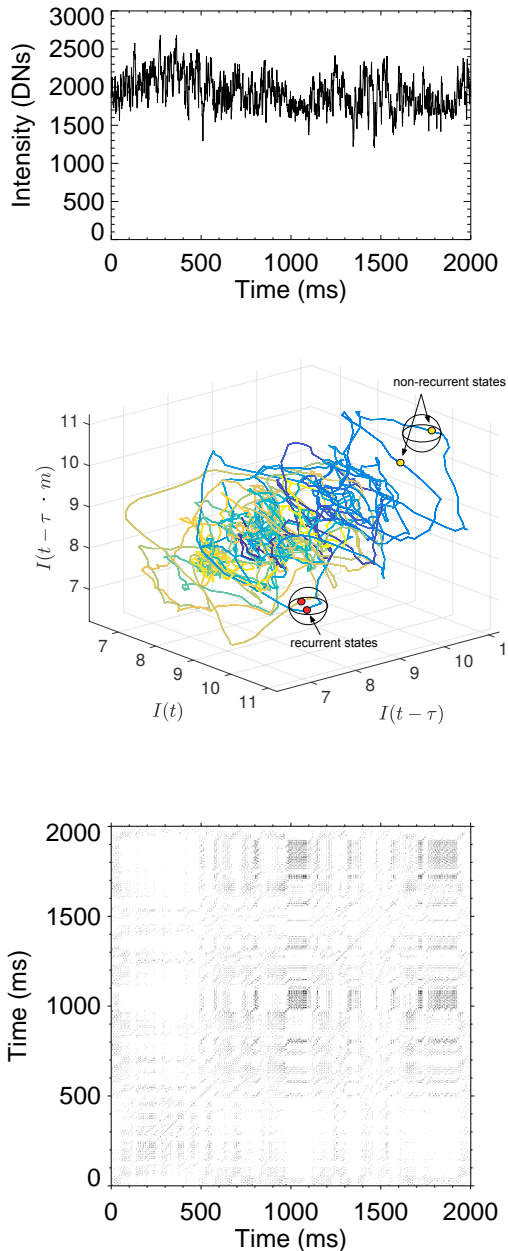 3000
2500
2000
1500
1000
500
0
Intensity (DNs)
0 500 1000 1500 2000
Time (ms)
non-recurrent states
11
10
9
8
7
I(t − τ · m)
recurrent states
7 8 9 10 11
I(t)
7 8 9 10 1
I(t − τ)
2000
1500
1000
500
0
Time (ms)
0 500 1000 1500 2000
Time (ms)